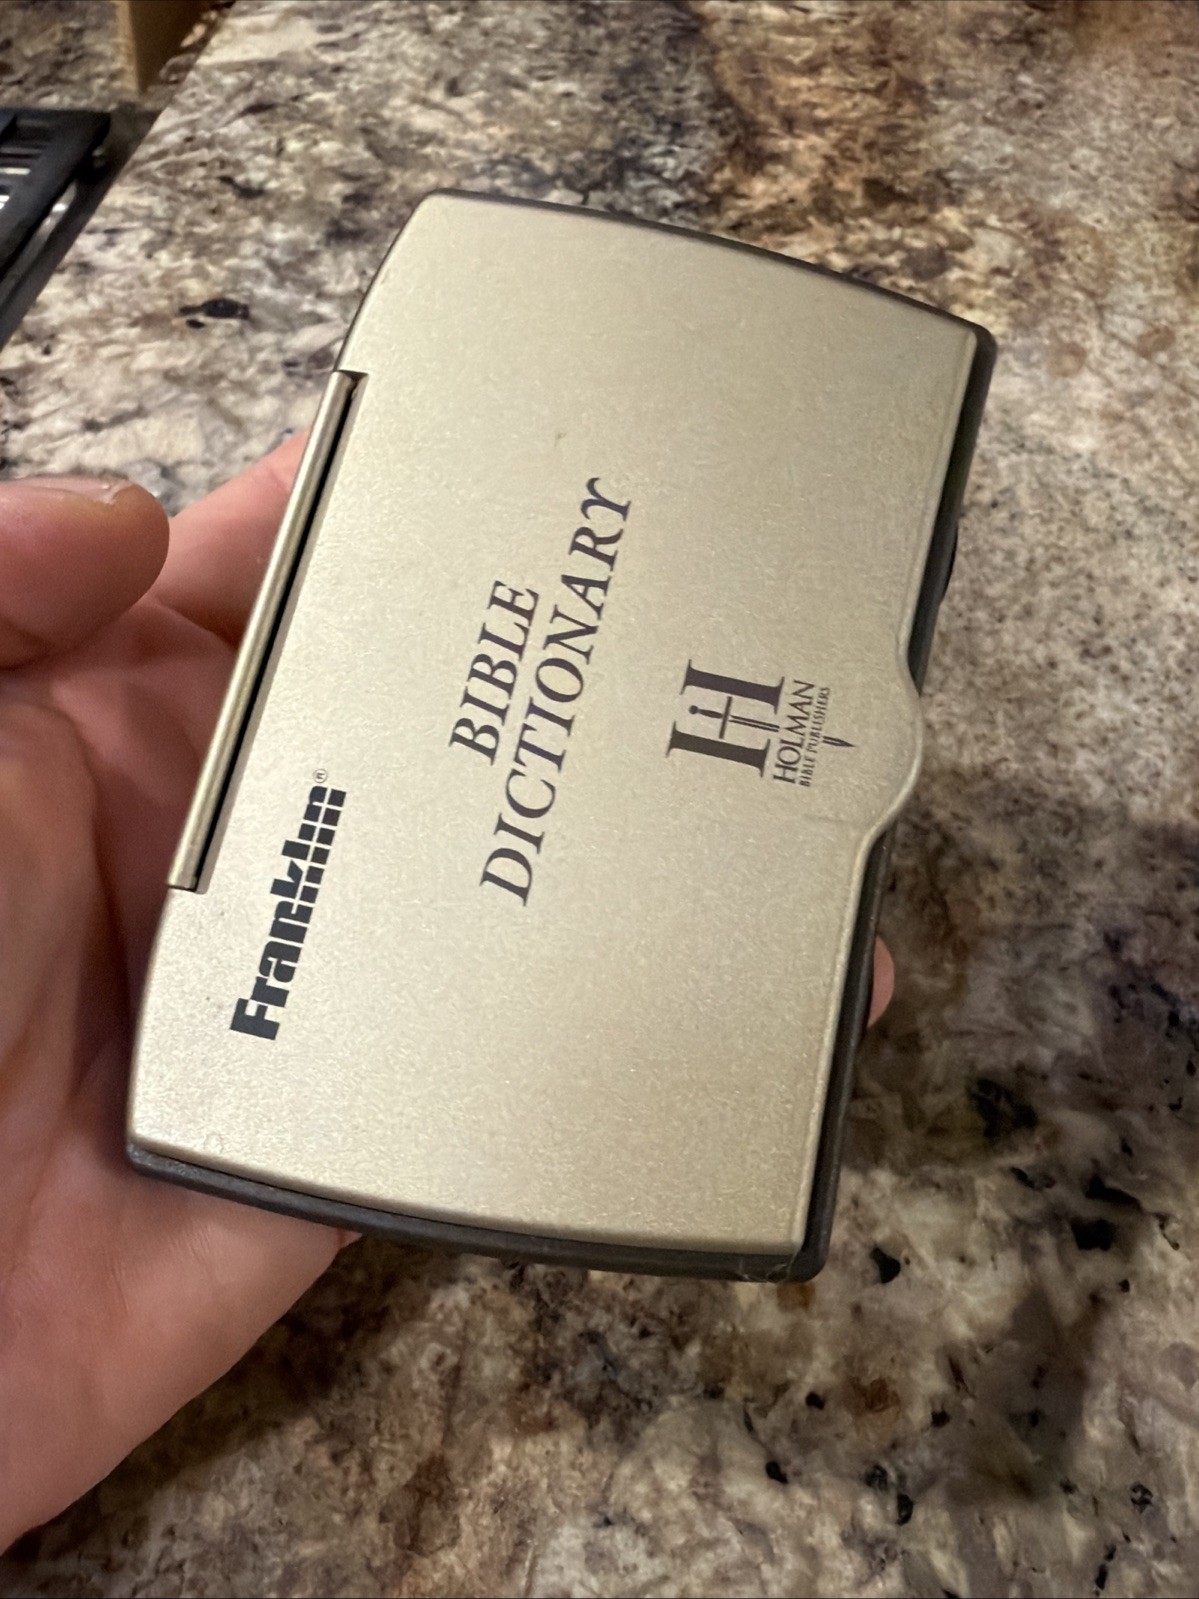 Franklin®
BIBLE
DICTIONARY
HOLMAN
BIBLE PUBLISHERS